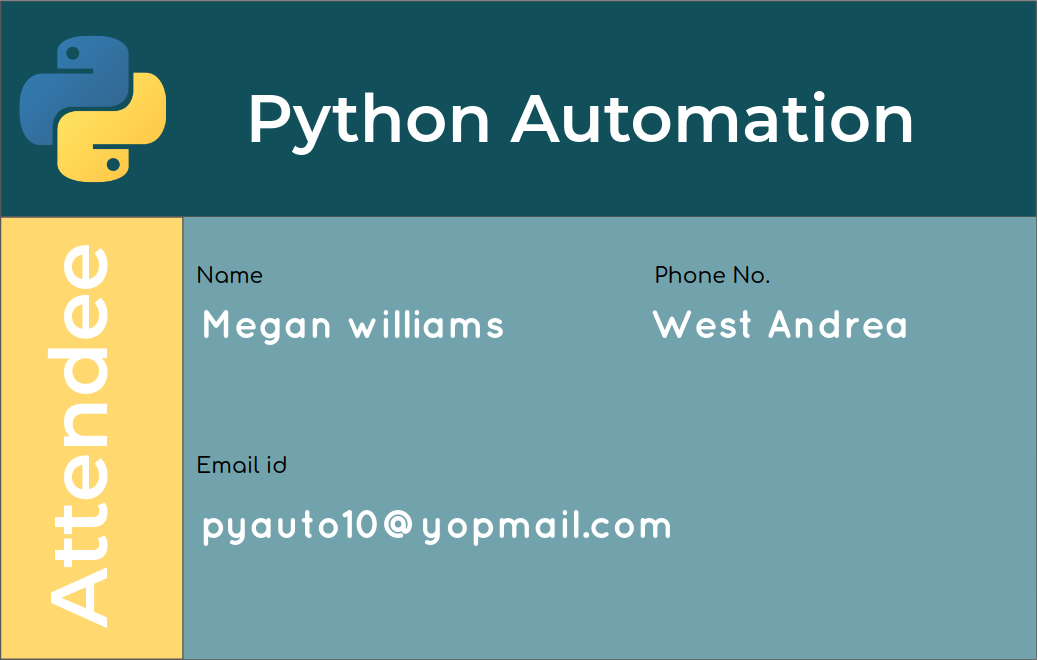 Python Automation
Attendee
Name
Phone No.
Megan williams
West Andrea
Email id
pyauto10@yopmail.com